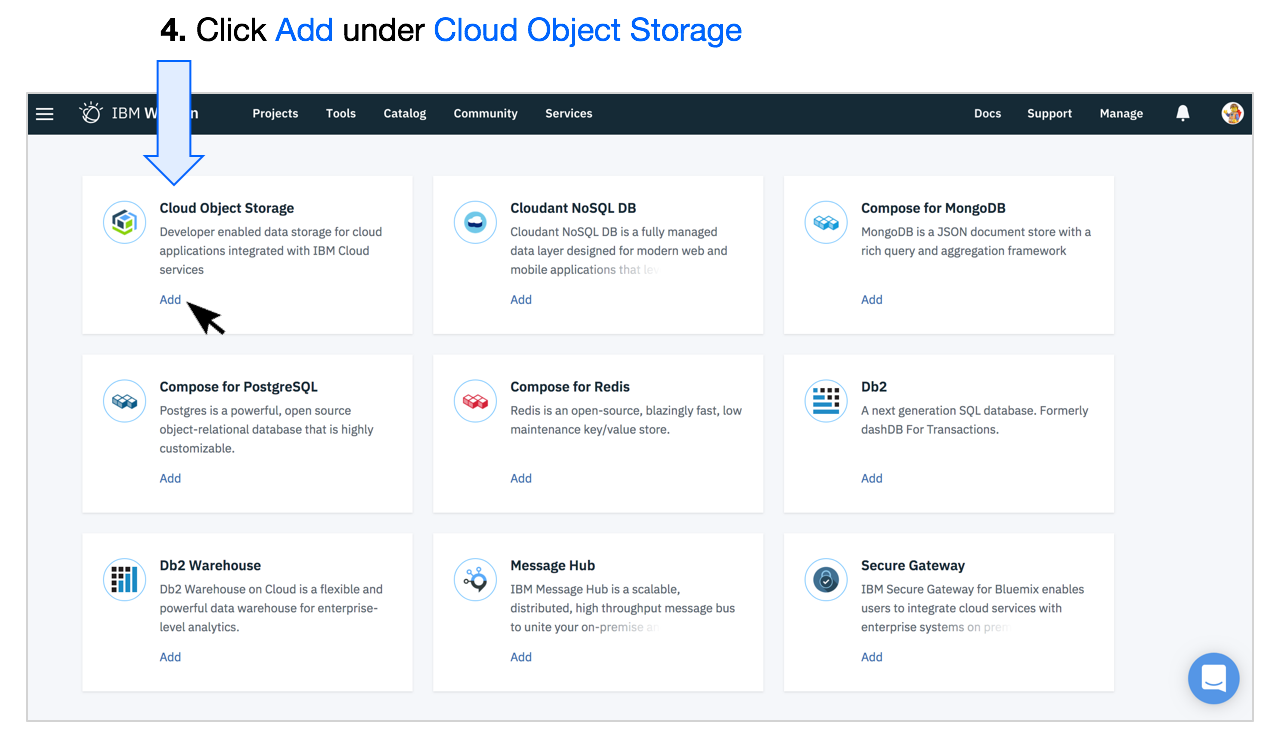 4. Click Add under Cloud Object Storage
IBM W n Projects Tools Catalog Community Services Docs Support Manage
Cloud Object Storage
Developer enabled data storage for cloud
applications integrated with IBM Cloud
services
Add
Cloudant NoSQL DB
Cloudant NoSQL DB is a fully managed
data layer designed for modern web and
mobile applications that lev
Add
Compose for MongoDB
MongoDB is a JSON document store with a
rich query and aggregation framework
Add
Compose for PostgreSQL
Postgres is a powerful, open source
object-relational database that is highly
customizable.
Add
Compose for Redis
Redis is an open-source, blazingly fast, low
maintenance key/value store.
Add
Db2
A next generation SQL database. Formerly
dashDB For Transactions.
Add
Db2 Warehouse
Db2 Warehouse on Cloud is a flexible and
powerful data warehouse for enterprise-
level analytics.
Add
Message Hub
IBM Message Hub is a scalable,
distributed, high throughput message bus
to unite your on-premise an
Add
Secure Gateway
IBM Secure Gateway for Bluemix enables
users to integrate cloud services with
enterprise systems on prem
Add